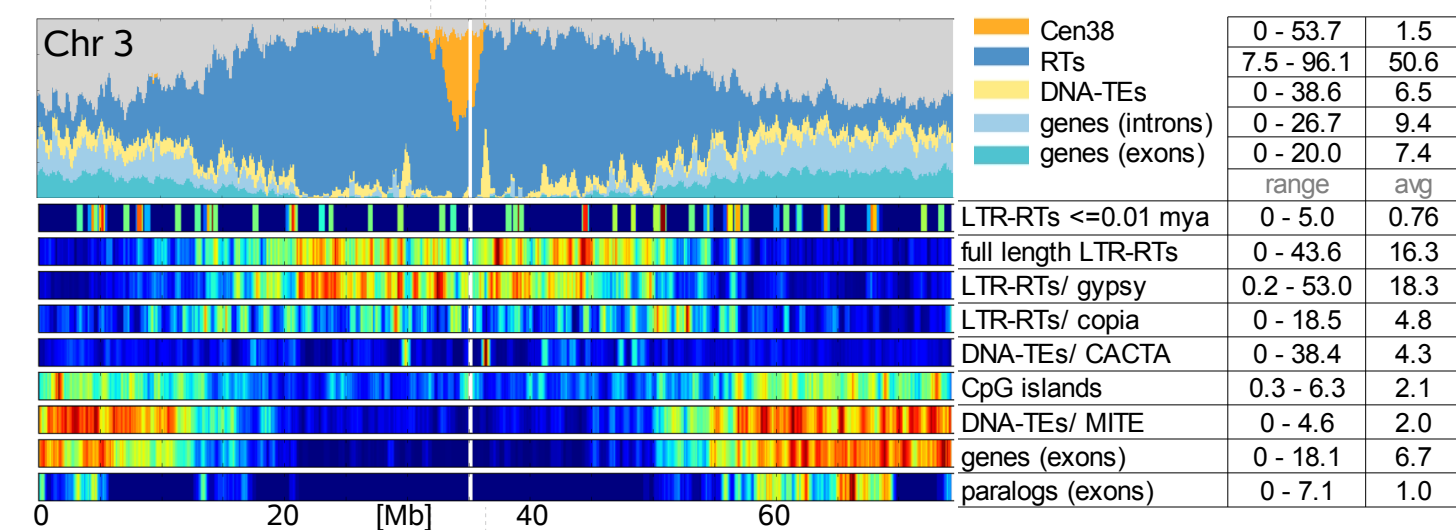 Chr 3
Cen38 0 - 53.7 1.5
RTs 7.5 - 96.1 50.6
DNA-TEs 0 - 38.6 6.5
genes (introns) 0 - 26.7 9.4
genes (exons) 0 - 20.0 7.4
range avg
LTR-RTs <=0.01 mya 0 - 5.0 0.76
full length LTR-RTs 0 - 43.6 16.3
LTR-RTs/ gypsy 0.2 - 53.0 18.3
LTR-RTs/ copia 0 - 18.5 4.8
DNA-TEs/ CACTA 0 - 38.4 4.3
CpG islands 0.3 - 6.3 2.1
DNA-TEs/ MITE 0 - 4.6 2.0
genes (exons) 0 - 18.1 6.7
paralogs (exons) 0 - 7.1 1.0
0 20 [Mb] 40 60